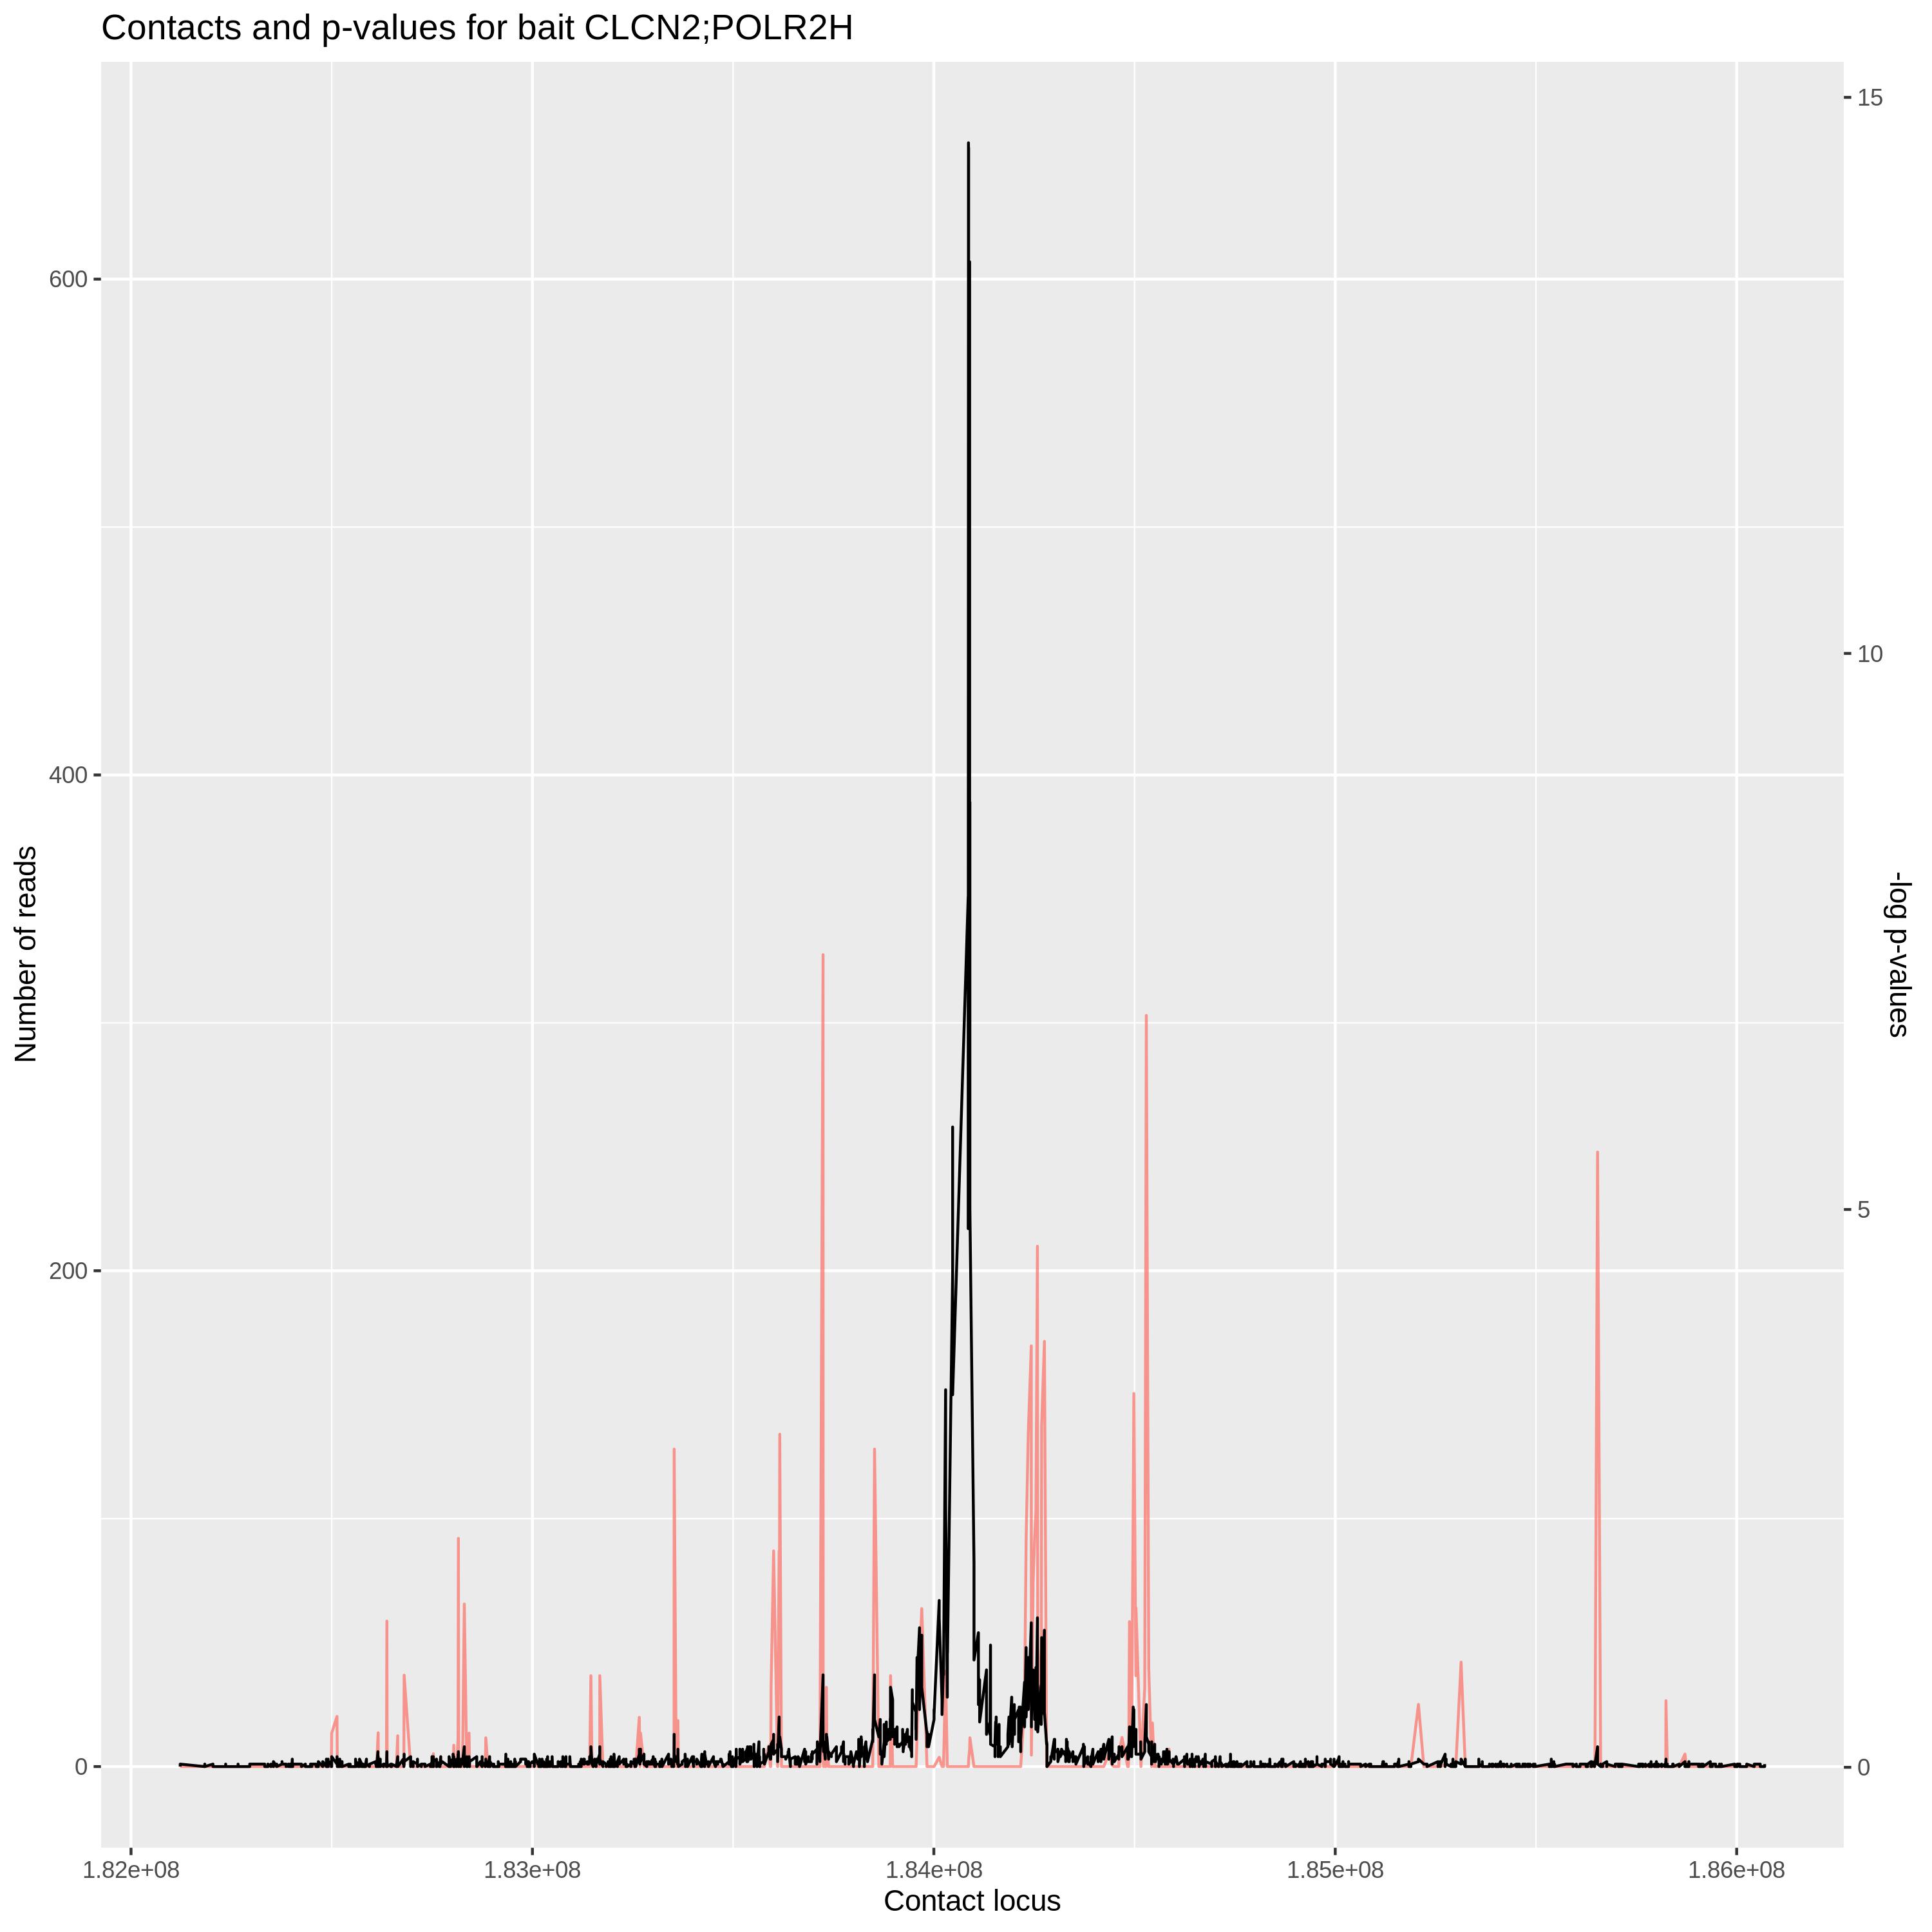 Contacts and p-values for bait CLCN2;POLR2H
15
600
10
400
Number of reads
-log p-values
5
200
0
0
1.82e+08
1.83e+08
1.84e+08
1.85e+08
1.86e+08
Contact locus